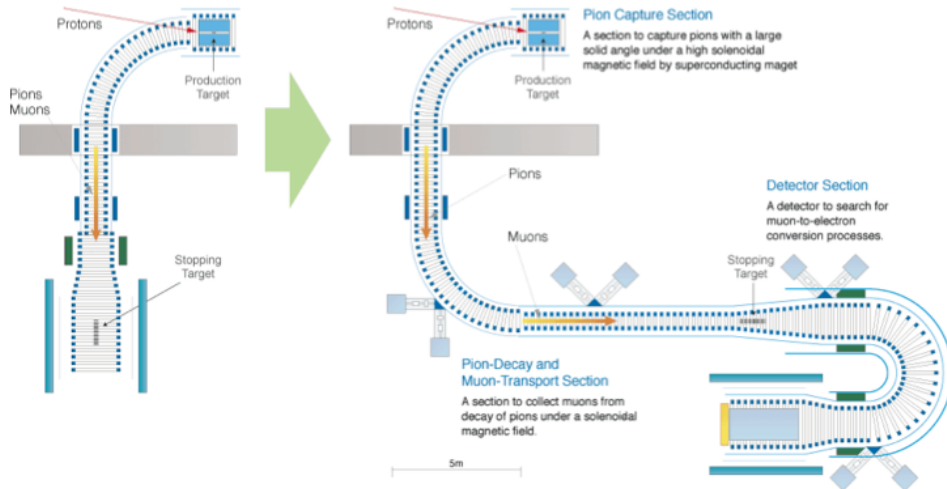 Protons
Production
Target
Pions
Muons
Stopping
Target
Protons
Production
Target
Pion Capture Section
A section to capture pions with a large
solid angle under a high solenoidal
magnetic field by superconducting maget
Pions
Muons
Stopping
Target
Detector Section
A detector to search for
muon-to-electron
conversion processes.
Pion-Decay and
Muon-Transport Section
A section to collect muons from
decay of pions under a solenoidal
magnetic field.
5m